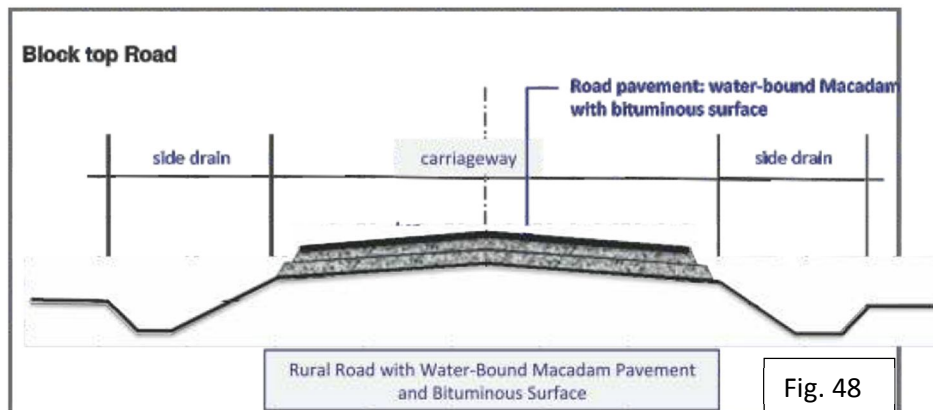 Block top Road
Road pavement: water-bound Macadam
with bituminous surface
side drain
carriageway
side drain
Rural Road with Water-Bound Macadam Pavement
and Bituminous Surface
Fig. 48